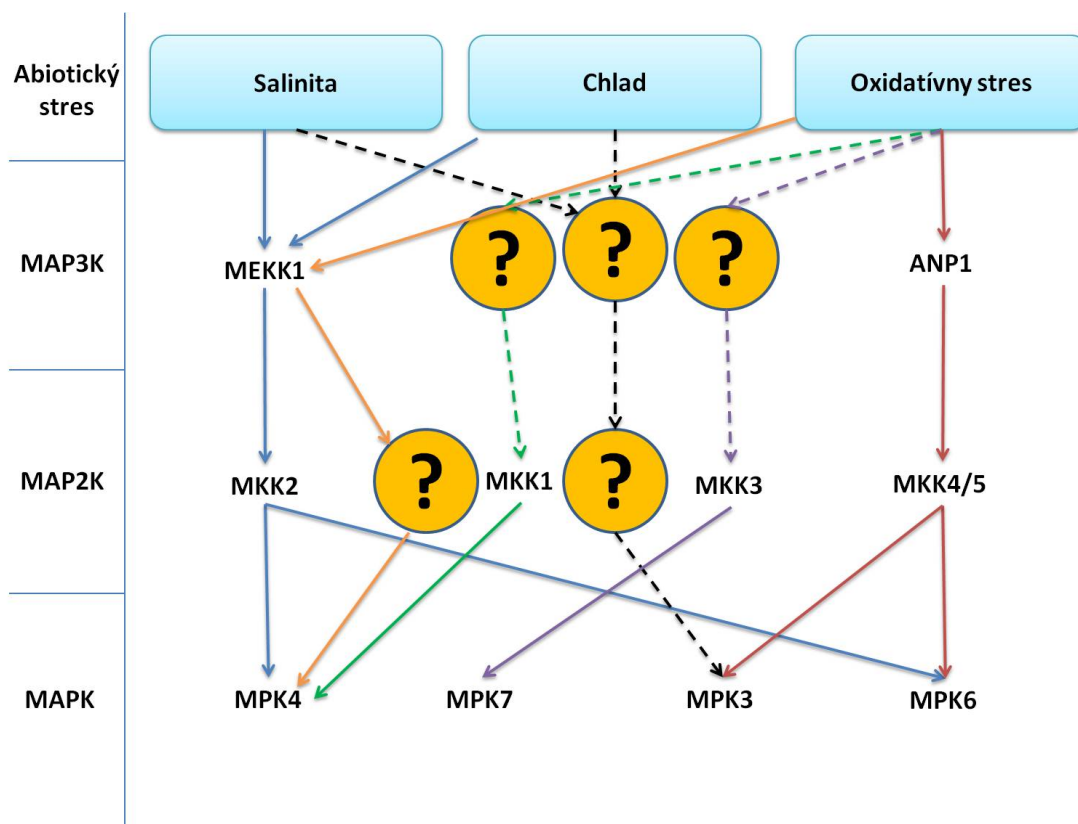 Abiotický
stres
Salinita
Chlad
Oxidatívny stres
MAP3K
MEKK1
?
?
?
ANP1
MAP2K
MKK2
?
MKK1
?
MKK3
MKK4/5
MAPK
MPK4
MPK7
MPK3
MPK6